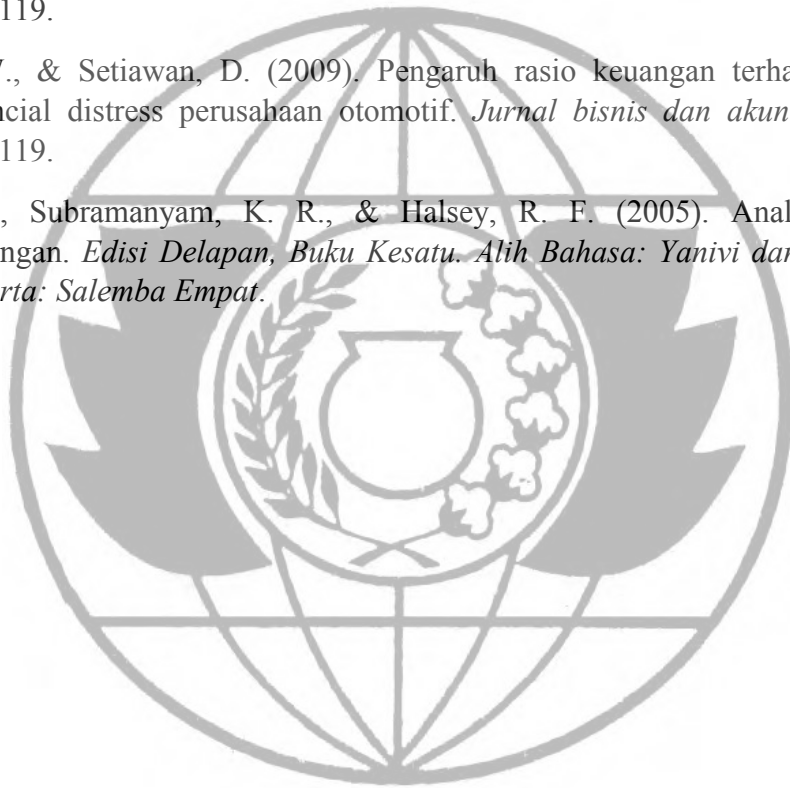 119.
., & Setiawan, D. (2009). Pengaruh rasio keuangan terha
ncial distress perusahaan otomotif. Jurnal bisnis dan akun
119.
., Subramanyam, K. R., & Halsey, R. F. (2005). Anal
ngan. Edisi Delapan, Buku Kesatu. Alih Bahasa: Yanivi dan
rta: Salemba Empat.